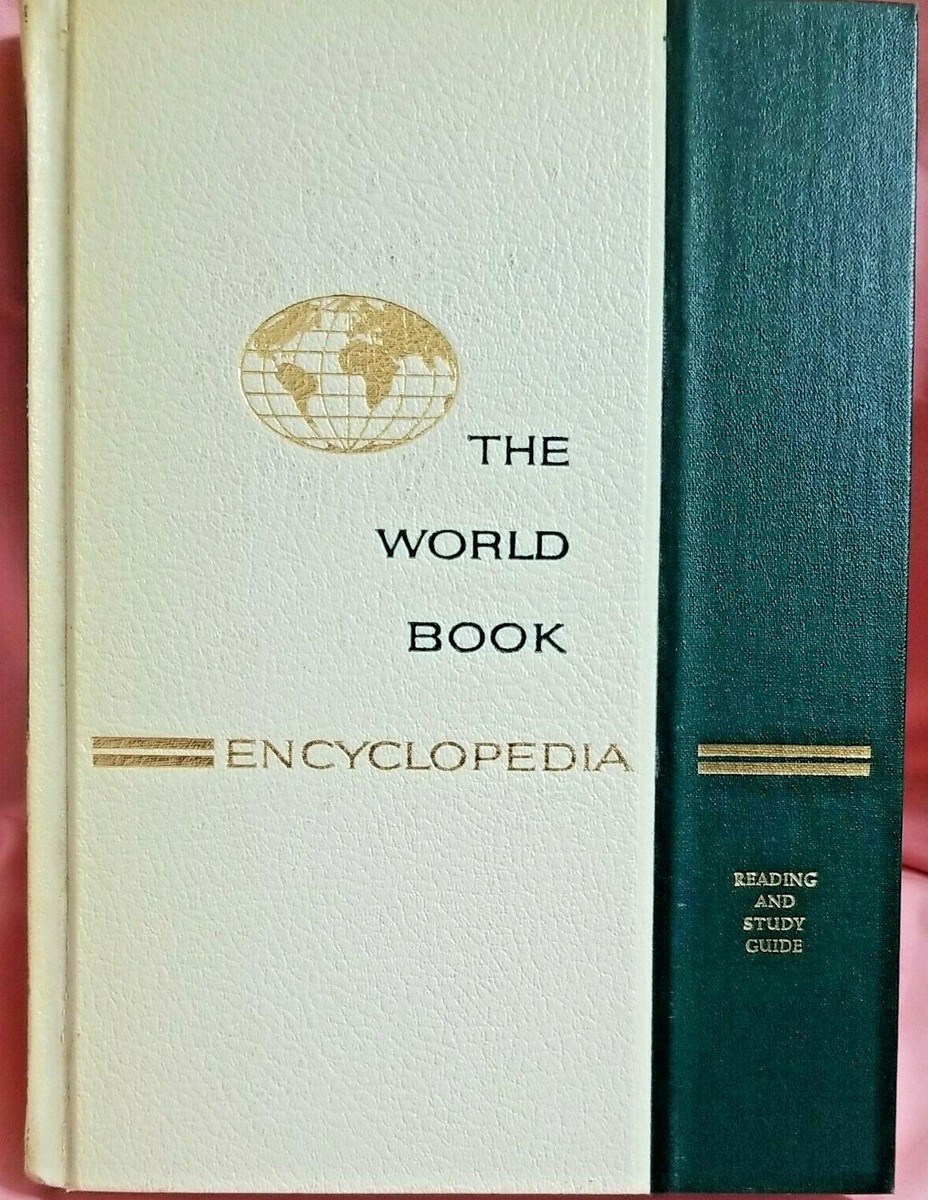 THE
WORLD
BOOK
ENCYCLOPEDIA
READING
AND
STUDY
GUIDE